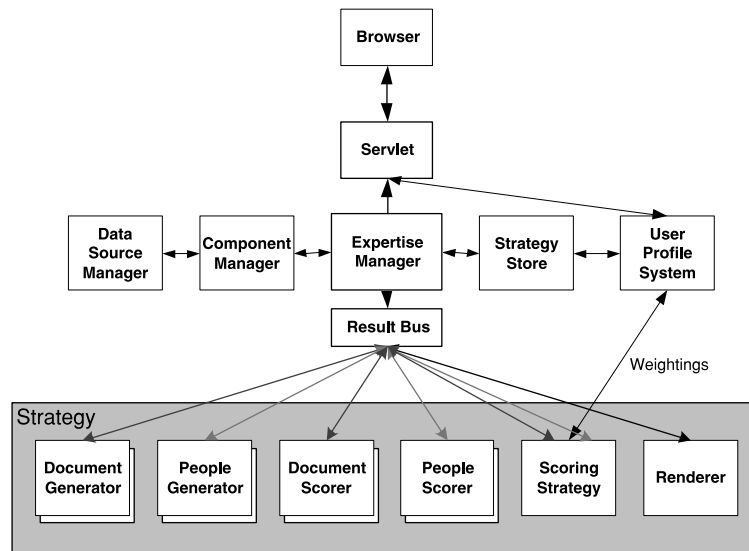 Browser
Servlet
Data
Source
Manager
Component
Manager
Expertise
Manager
Strategy
Store
User
Profile
System
Result Bus
Weightings
Strategy
Document
Generator
People
Generator
Document
Scorer
People
Scorer
Scoring
Strategy
Renderer